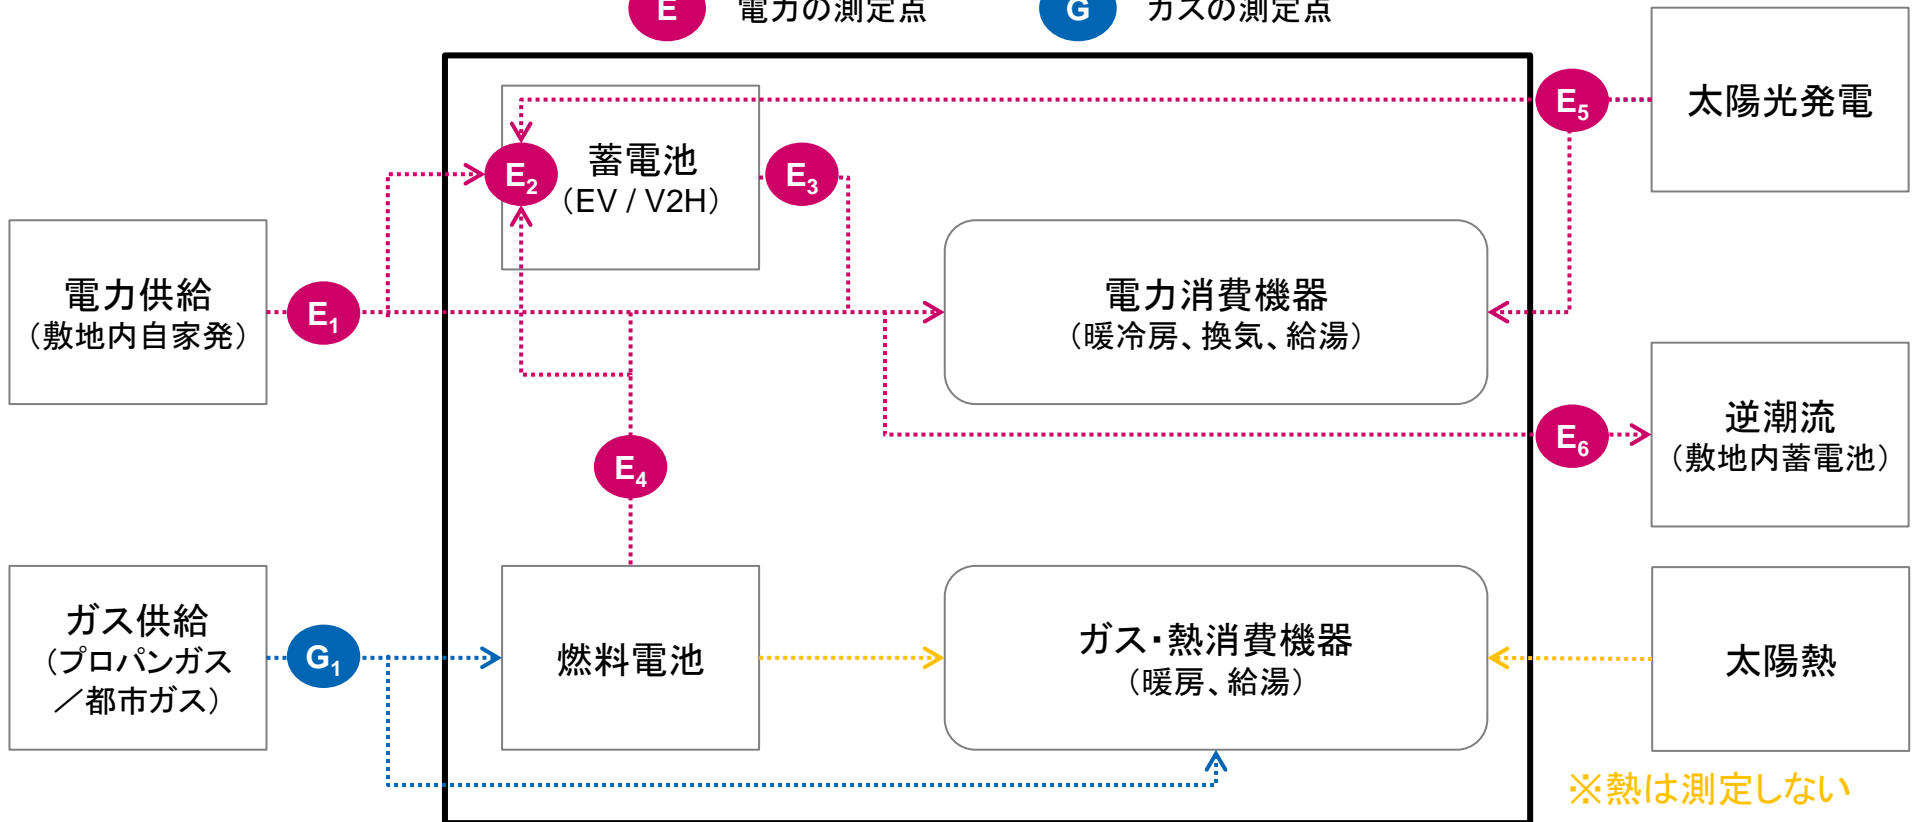 E 電力の測定点
G ガスの測定点
E5
太陽光発電
蓄電池
E2
E3
(EV / V2H)
電力供給
(敷地内自家発)
E1
電力消費機器
(暖冷房、換気、給湯)
逆潮流
(敷地内蓄電池)
E6
E4
ガス供給
(プロパンガス
／都市ガス)
G1
燃料電池
ガス・熱消費機器
(暖房、給湯)
太陽熱
※熱は測定しない